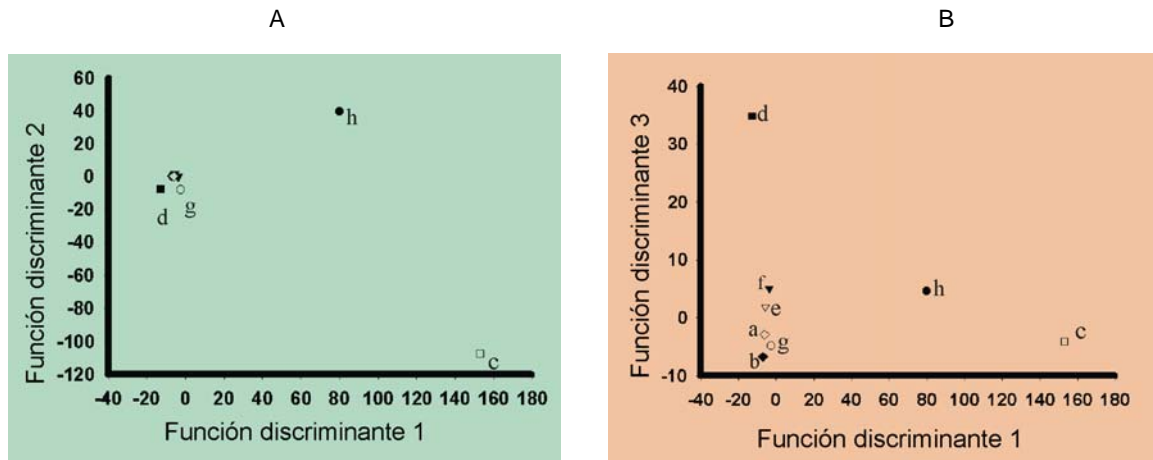 A
B
60
40
20
0
-20
-40
-60
-80
-100
-120
Función discriminante 2
h
d
g
c
-40 -20 0 20 40 60 80 100 120 140 160 180
Función discriminante 1
40
30
20
10
0
-10
Función discriminante 3
d
f
e
a
g
b
h
c
-40 -20 0 20 40 60 80 100 120 140 160 180
Función discriminante 1